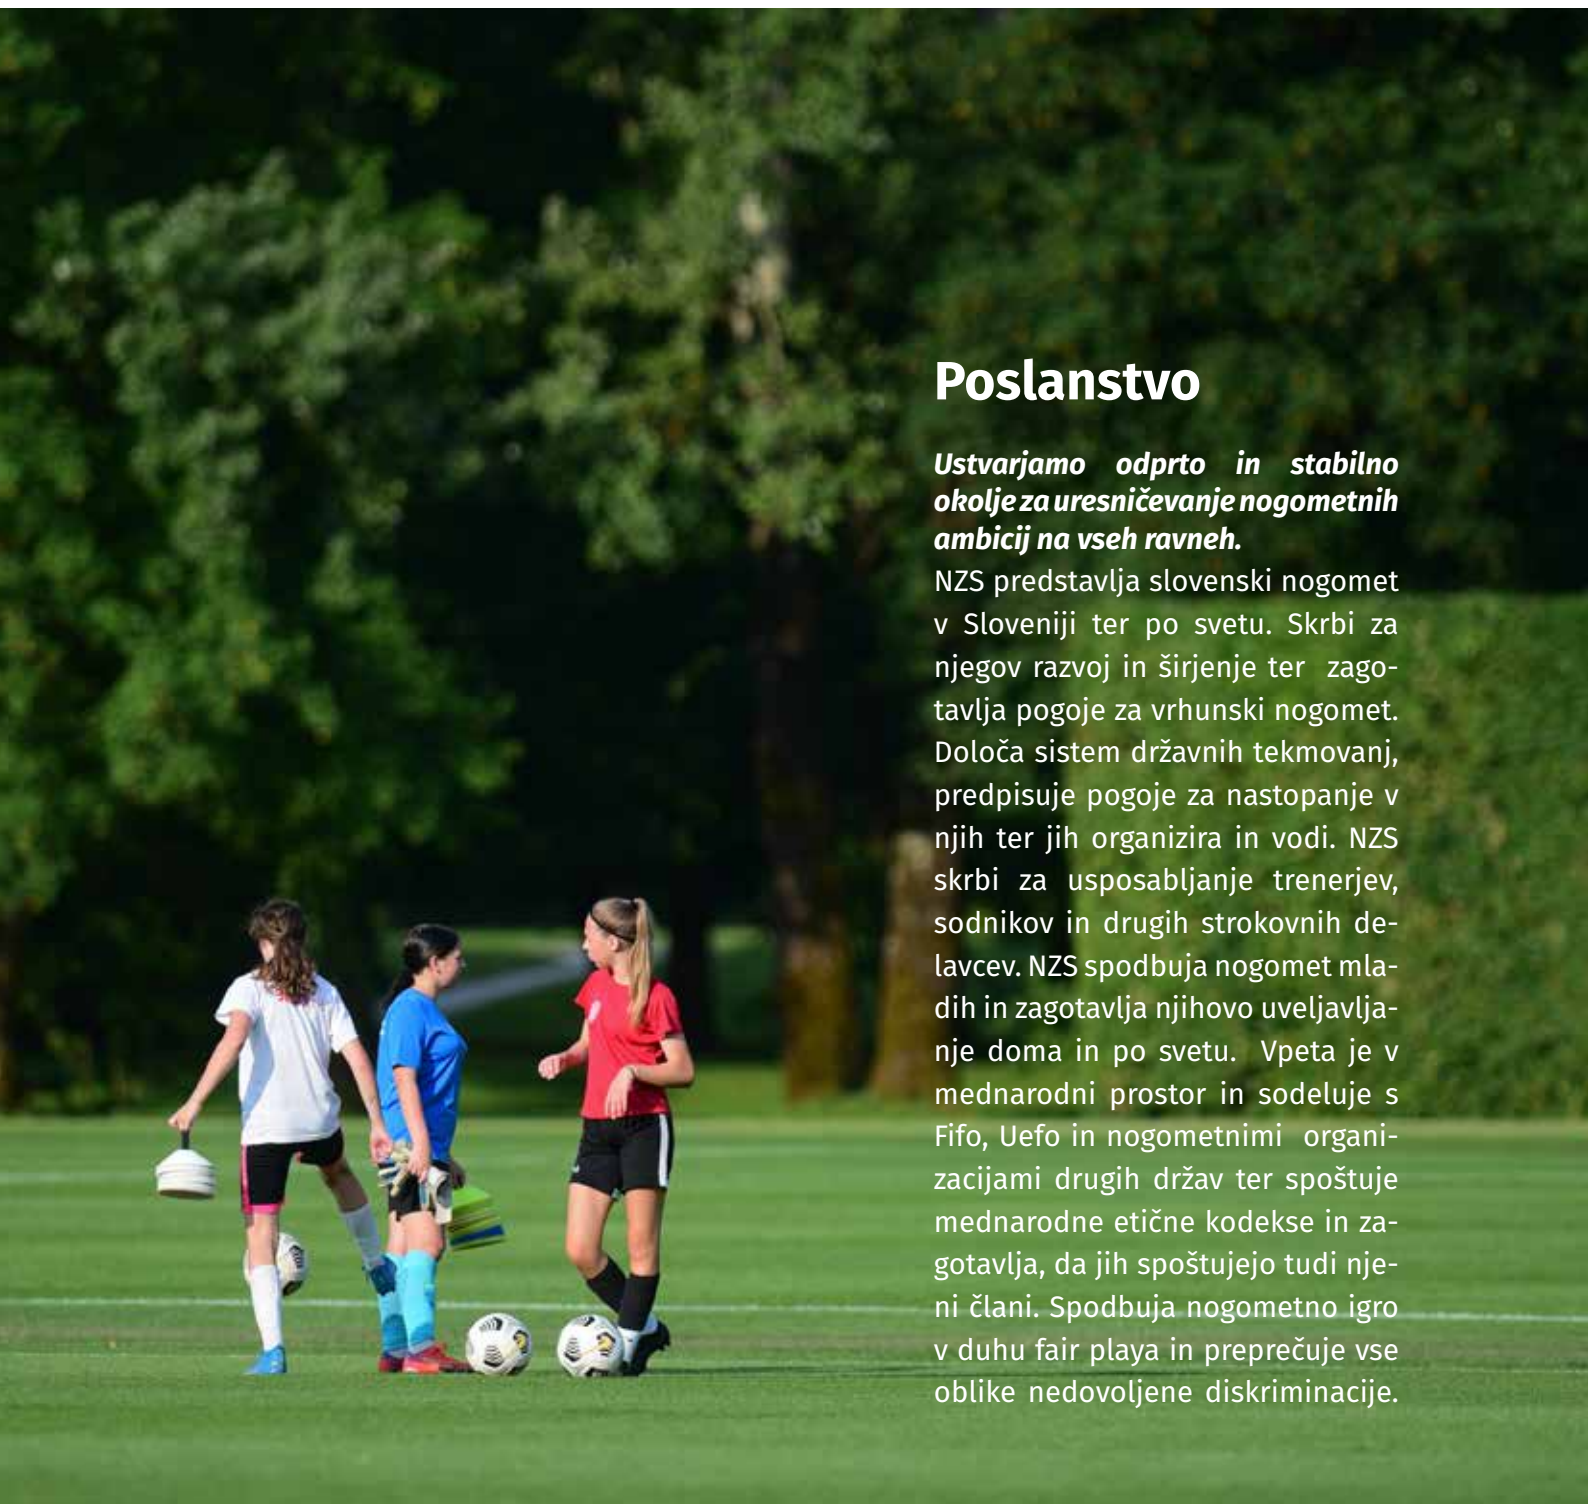 Poslanstvo
Ustvarjamo odprto in stabilno
okolje za uresničevanje nogometnih
ambicij na vseh ravneh.
NZS predstavlja slovenski nogomet
v Sloveniji ter po svetu. Skrbi za
njegov razvoj in širjenje ter zago-
tavlja pogoje za vrhunski nogomet.
Določa sistem državnih tekmovanj,
predpisuje pogoje za nastopanje v
njih ter jih organizira in vodi. NZS
skrbi za usposabljanje trenerjev,
sodnikov in drugih strokovnih de-
lavcev. NZS spodbuja nogomet mla-
dih in zagotavlja njihovo uveljavlja-
nje doma in po svetu. Vpeta je v
mednarodni prostor in sodeluje s
Fifo, Uefo in nogometnimi organi-
zacijami drugih držav ter spoštuje
mednarodne etične kodekse in za-
gotavlja, da jih spoštujejo tudi nje-
ni člani. Spodbuja nogometno igro
v duhu fair playa in preprečuje vse
oblike nedovoljene diskriminacije.